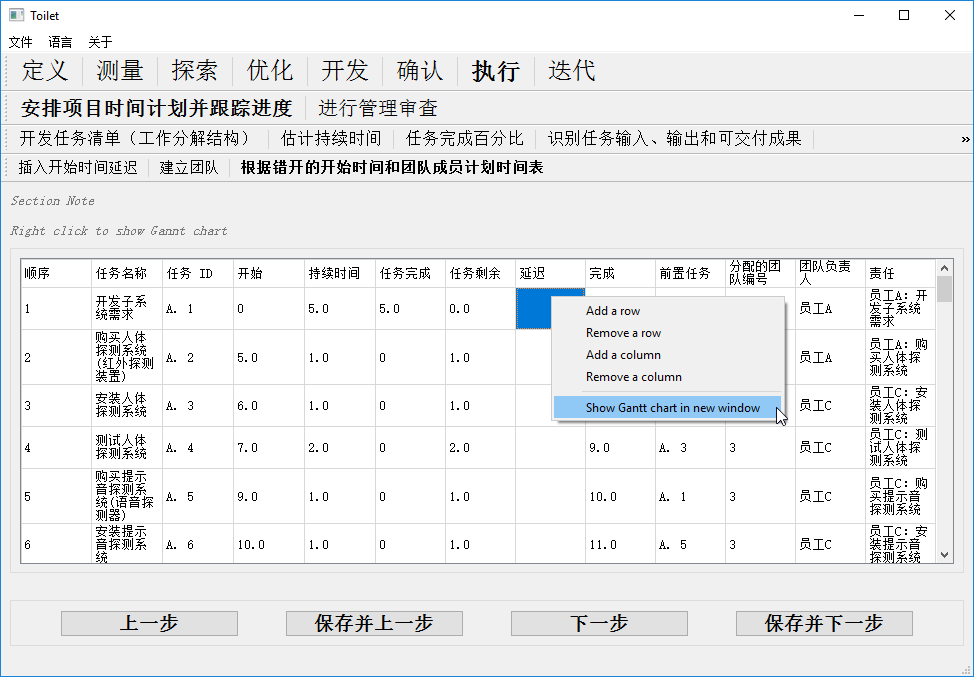 Toilet
文件 语言 关于
定义 测量 探索 优化 开发 确认 执行 迭代
安排项目时间计划并跟踪进度 进行管理审查
开发任务清单（工作分解结构） 估计持续时间 任务完成百分比 识别任务输入、输出和可交付成果 »
插入开始时间延迟 建立团队 根据错开的开始时间和团队成员计划时间表
Section Note
Right click to show Gannt chart
顺序 任务名称 任务 ID 开始 持续时间 任务完成 任务剩余 延迟 完成 前置任务 分配的团队编号 团队负责人 责任
1 开发子系统需求 A. 1 0 5.0 5.0 0.0 员工A 员工A：开发子系统需求
2 购买人体探测系统(红外探测装置) A. 2 5.0 1.0 0 1.0 员工A 员工A：购买人体探测系统
3 安装人体探测系统 A. 3 6.0 1.0 0 1.0 员工C 员工C：安装人体探测系统
4 测试人体探测系统 A. 4 7.0 2.0 0 2.0 9.0 A. 3 3 员工C 员工C：测试人体探测系统
5 购买提示音探测系统(语音探测器) A. 5 9.0 1.0 0 1.0 10.0 A. 1 3 员工C 员工C：购买提示音探测系统
6 安装提示音探测系统 A. 6 10.0 1.0 0 1.0 11.0 A. 5 3 员工C 员工C：安装提示音探测系统
Add a row
Remove a row
Add a column
Remove a column
Show Gantt chart in new window
上一步 保存并上一步 下一步 保存并下一步